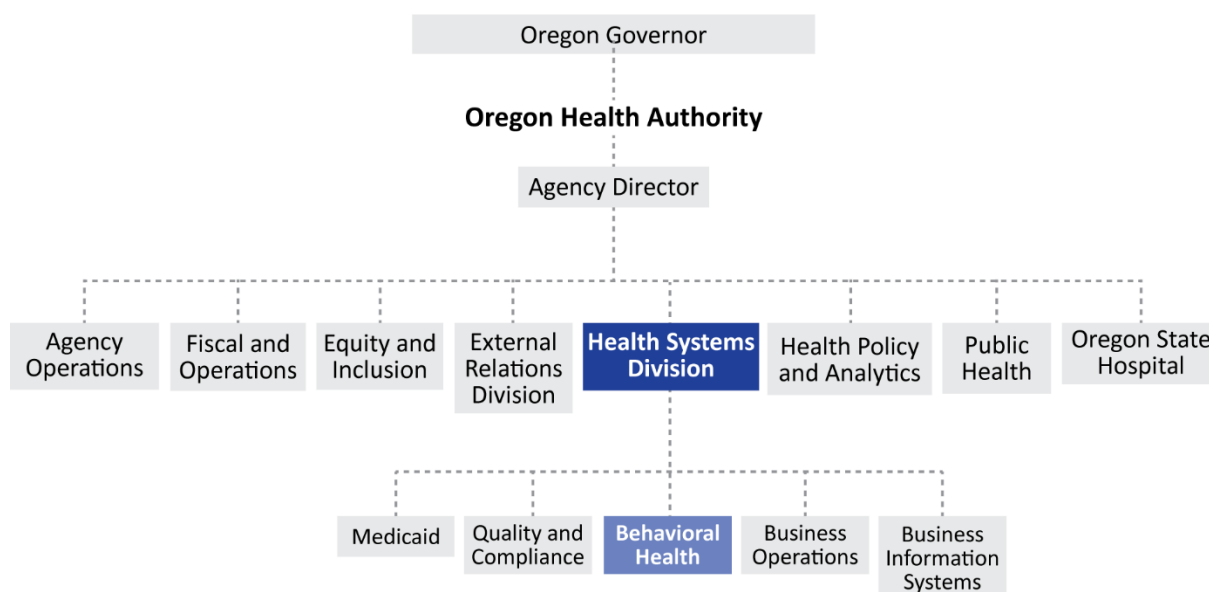 Oregon Governor
Oregon Health Authority
Agency Director
Agency
Operations
Fiscal and
Operations
Equity and
Inclusion
External
Relations
Division
Health Systems
Division
Health Policy
and Analytics
Public
Health
Oregon State
Hospital
Medicaid
Quality and
Compliance
Behavioral
Health
Business
Operations
Business
Information
Systems